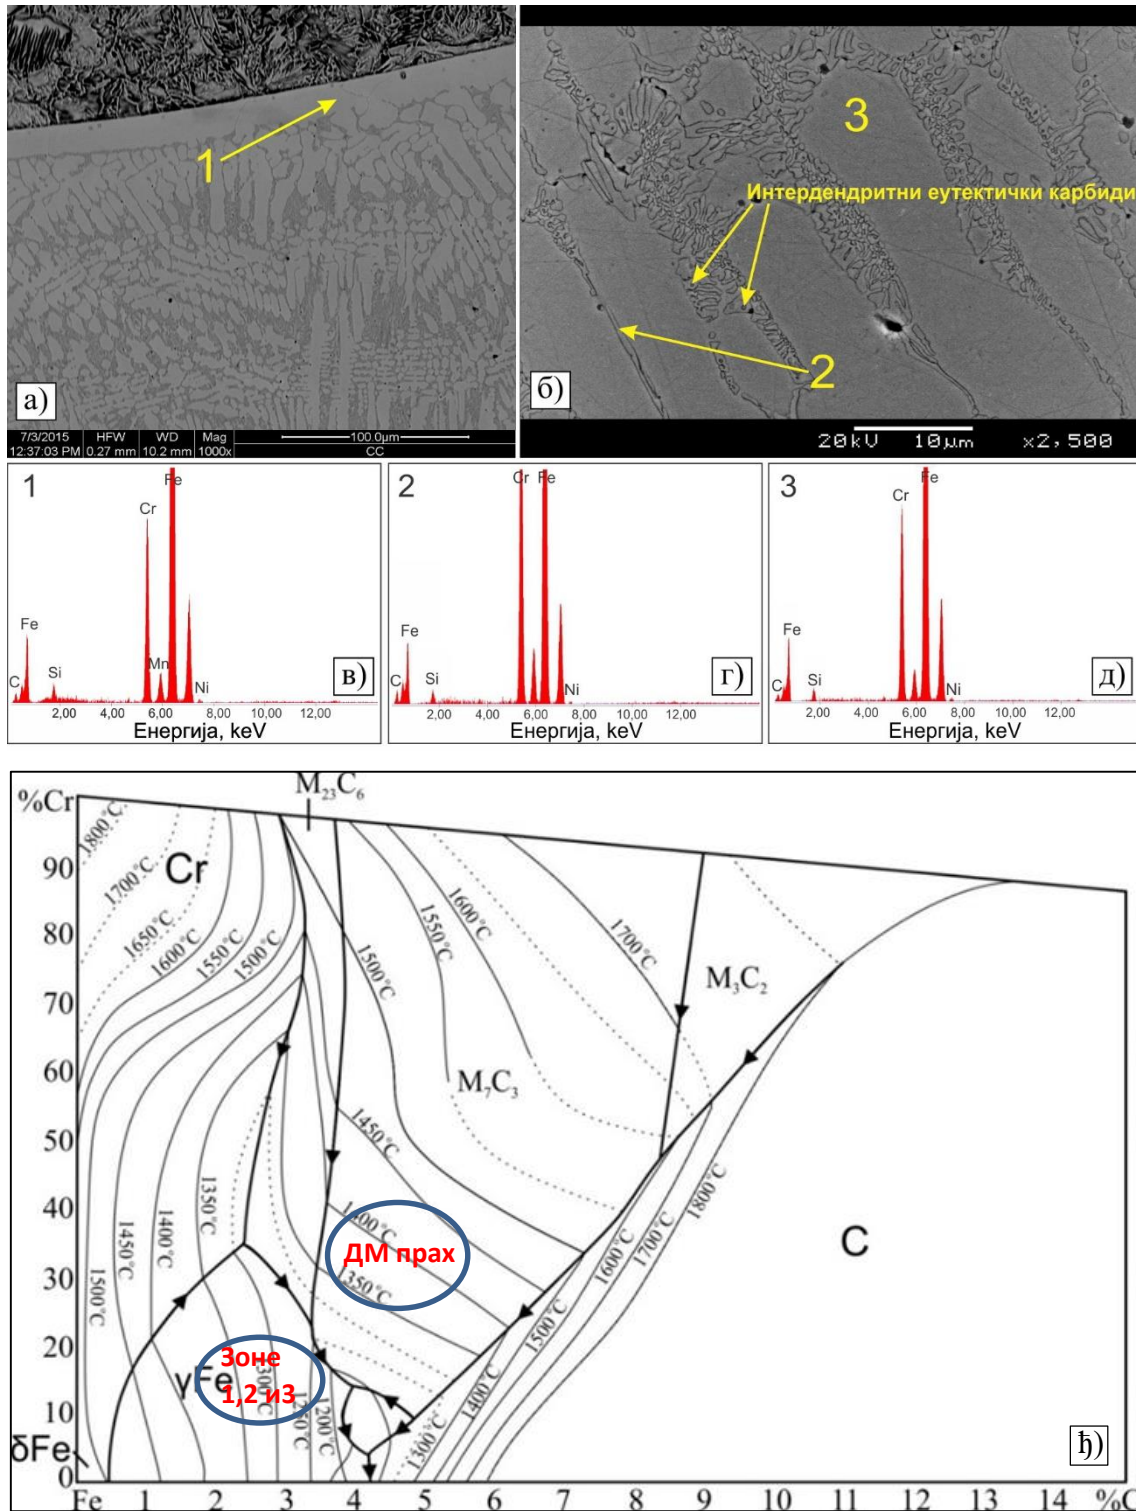 1
а)
7/3/2015 HFW WD Mag 100.0µm
12:37:03 PM 0.27 mm 10.2 mm 1000x CC
3
Интердендритни еутектички карбиди
2
б)
20kV 10µm x2,500
1
Fe
Cr
Fe
Mn
Si
C
Ni
в)
2,00 4,00 6,00 8,00 10,00 12,00
Енергија, keV
2
Cr Fe
Fe
Si
C
Ni
г)
2,00 4,00 6,00 8,00 10,00 12,00
Енергија, keV
3
Fe
Cr
Fe
Si
C
Ni
д)
2,00 4,00 6,00 8,00 10,00 12,00
Енергија, keV
M23C6
%Cr
1800°C
1700°C
1650°C
1600°C
1550°C
1500°C
Cr
90
80
70
60
50
40
30
20
10
0
1500°C
1550°C
1600°C
1700°C
M3C2
M7C3
1450°C
1400°C
1350°C
1350°C
1400°C
1450°C
1500°C
ДМ прах
C
1800°C
1700°C
1600°C
1500°C
1400°C
1300°C
Зоне
1,2 и3
γFe
1200°C
δFe
ђ)
Fe 1 2 3 4 5 6 7 8 9 10 11 12 13 14 %C